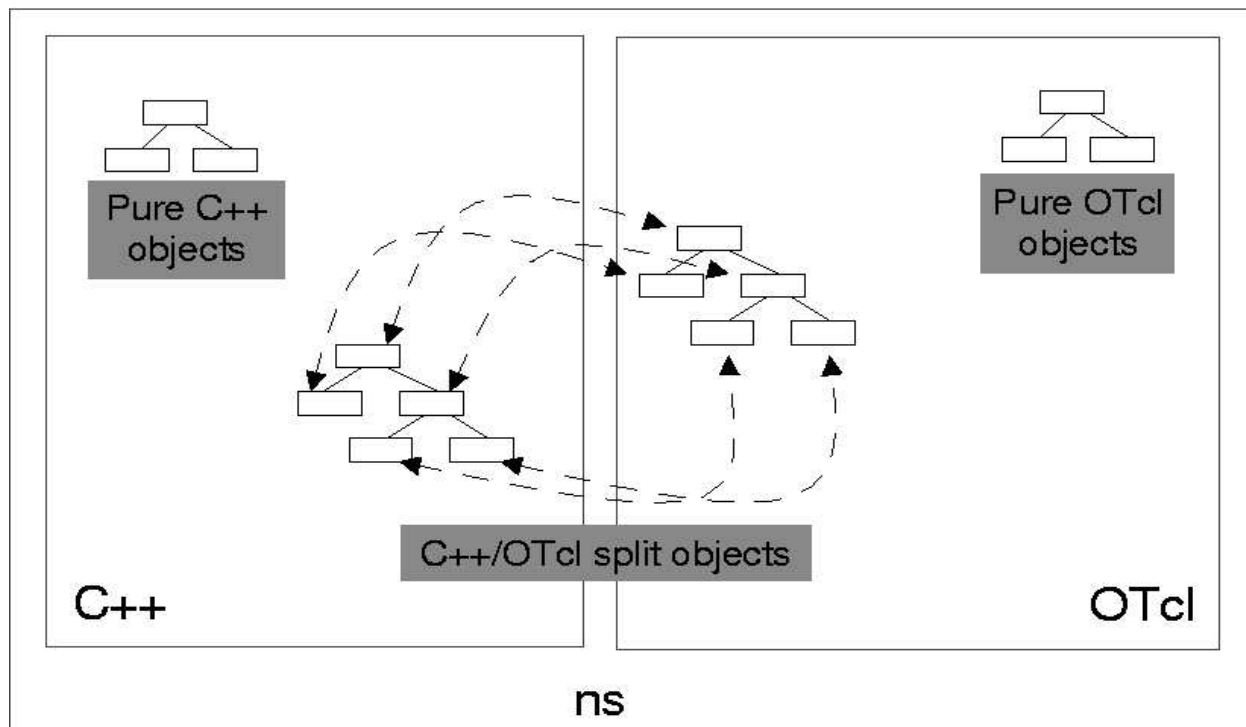 Pure C++
objects
Pure OTcl
objects
C++/OTcl split objects
C++
OTcl
ns